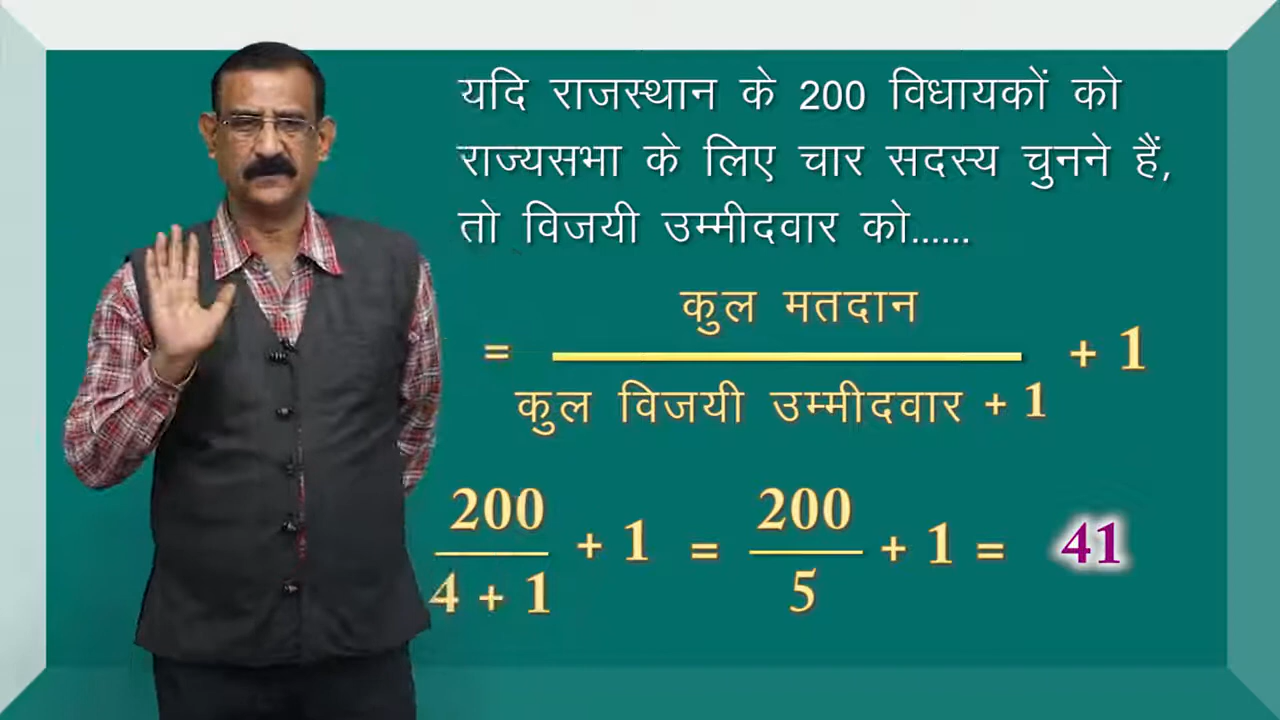 यदि राजस्थान के 200 विधायकों को
राज्यसभा के लिए चार सदस्य चुनने हैं,
तो विजयी उम्मीदवार को......
कुल मतदान
= + 1
कुल विजयी उम्मीदवार + 1
200 200
+ 1 = + 1 = 41
4 + 1 5